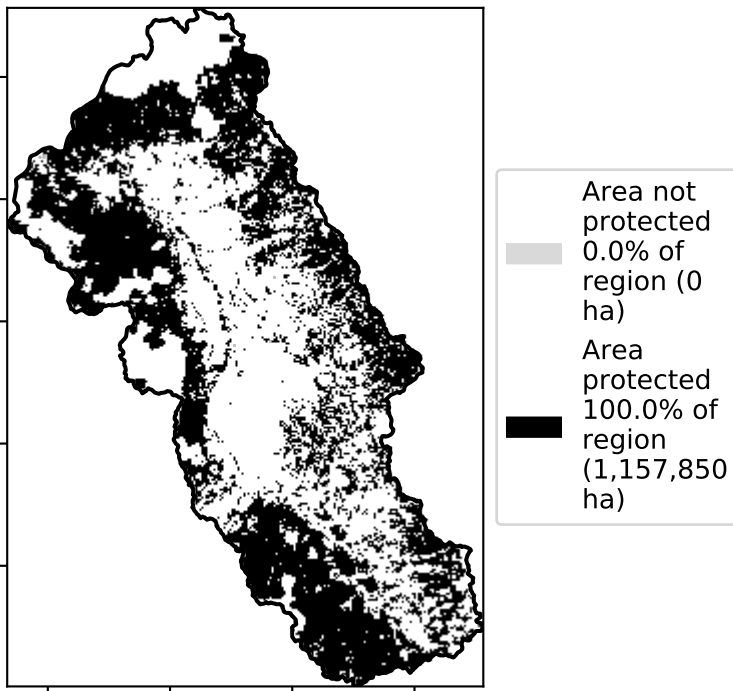 Area not
protected
0.0% of
region (0
ha)
Area
protected
100.0% of
region
(1,157,850
ha)